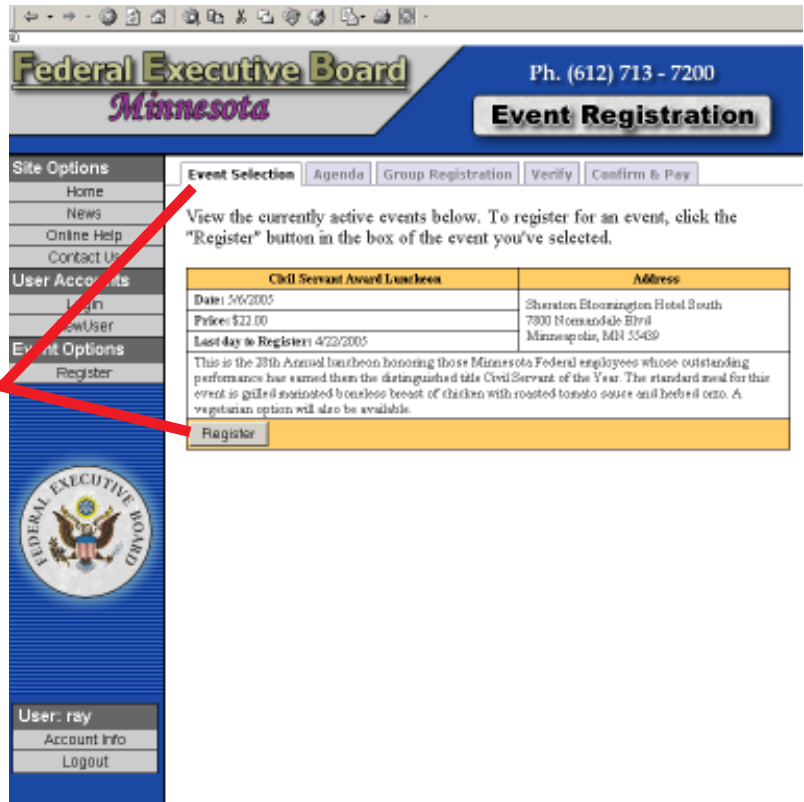 Federal Executive Board
Minnesota
Ph. (612) 713 - 7200
Event Registration
Site Options
Home
News
Online Help
Contact Us
User Accounts
Login
NewUser
Event Options
Register
Event Selection
Agenda
Group Registration
Verify
Confirm & Pay
View the currently active events below. To register for an event, click the
"Register" button in the box of the event you've selected.
Civil Servant Award Luncheon
Address
Date: 5/6/2005
Price: $22.00
Last day to Register: 4/22/2005
Sheraton Bloomington Hotel South
7800 Normandale Blvd
Minneapolis, MN 55439
This is the 28th Annual luncheon honoring those Minnesota Federal employees whose outstanding
performance has earned them the distinguished title Civil Servant of the Year. The standard meal for this
event is grilled marinated boneless breast of chicken with roasted tomato sauce and herbed orzo. A
vegetarian option will also be available.
Register
FEDERAL EXECUTIVE BOARD
User: ray
Account Info
Logout